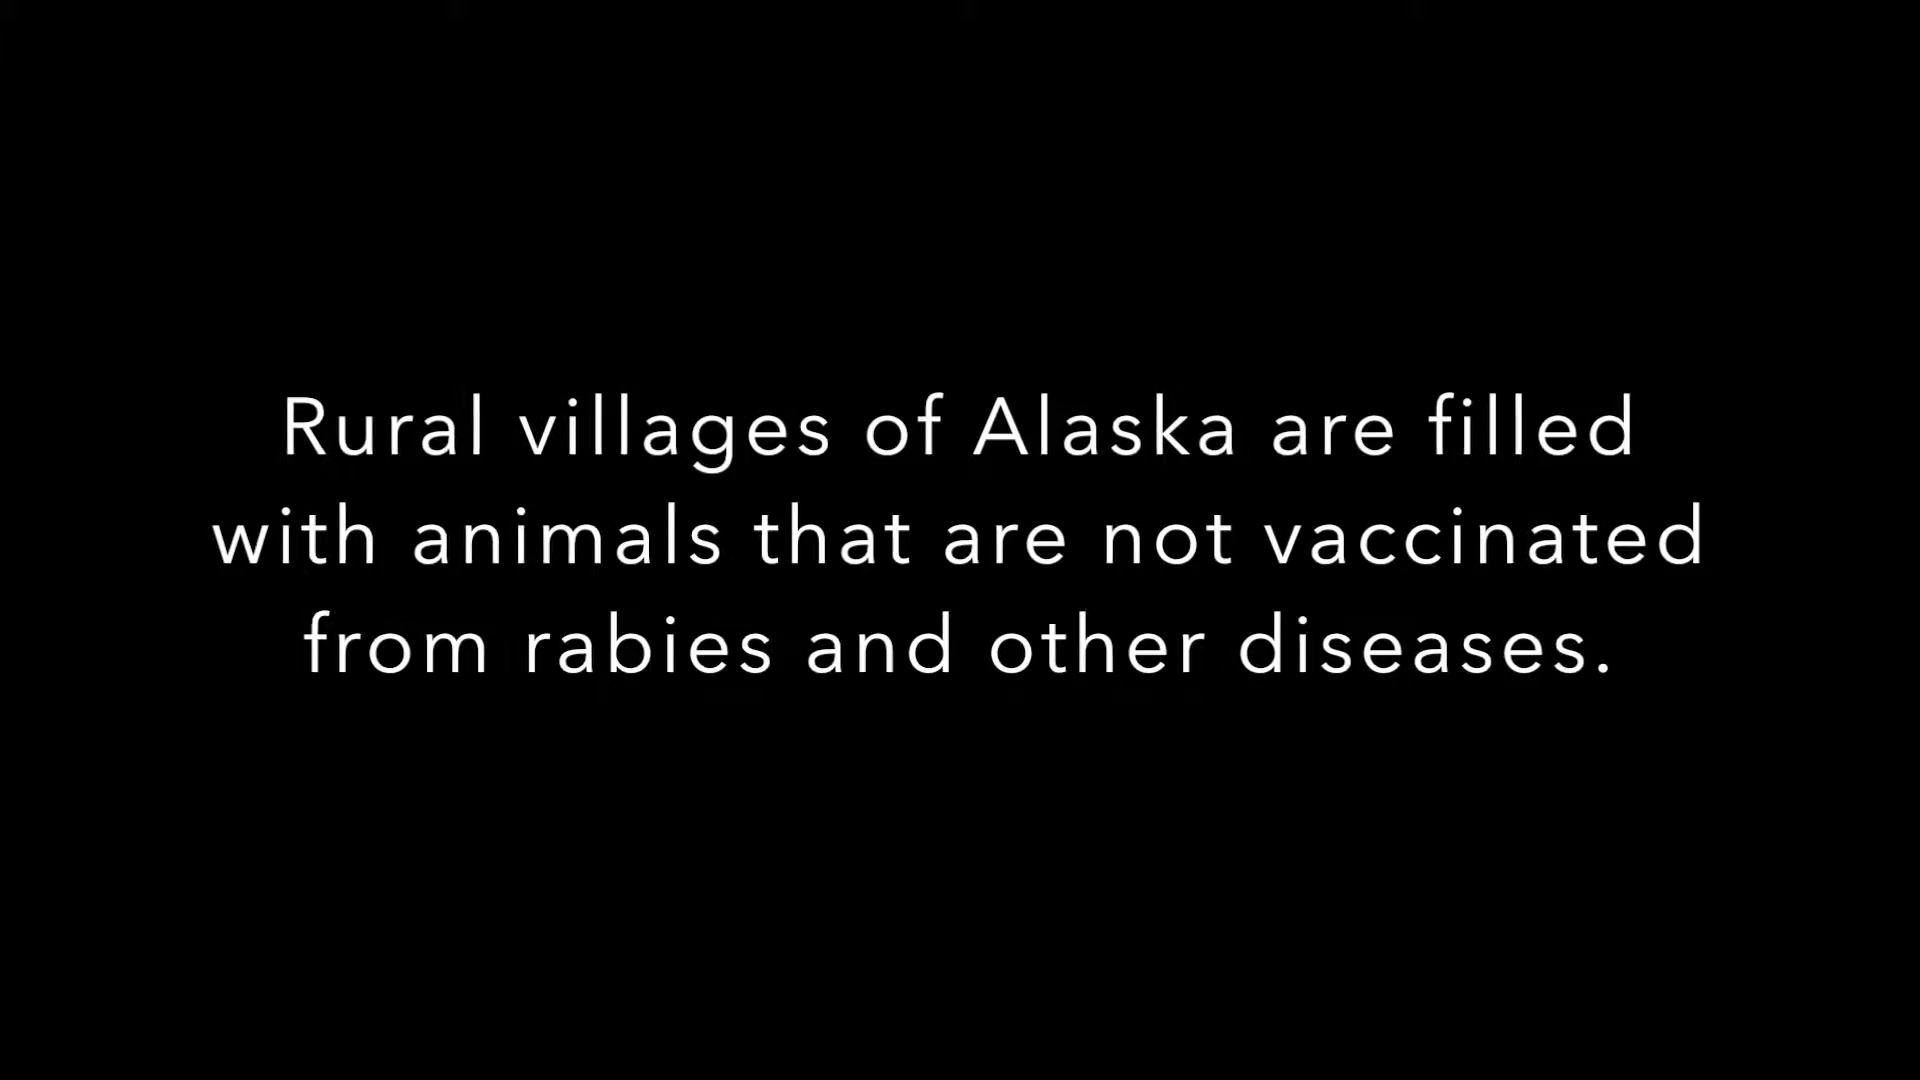 Rural villages of Alaska are filled
with animals that are not vaccinated
from rabies and other diseases.